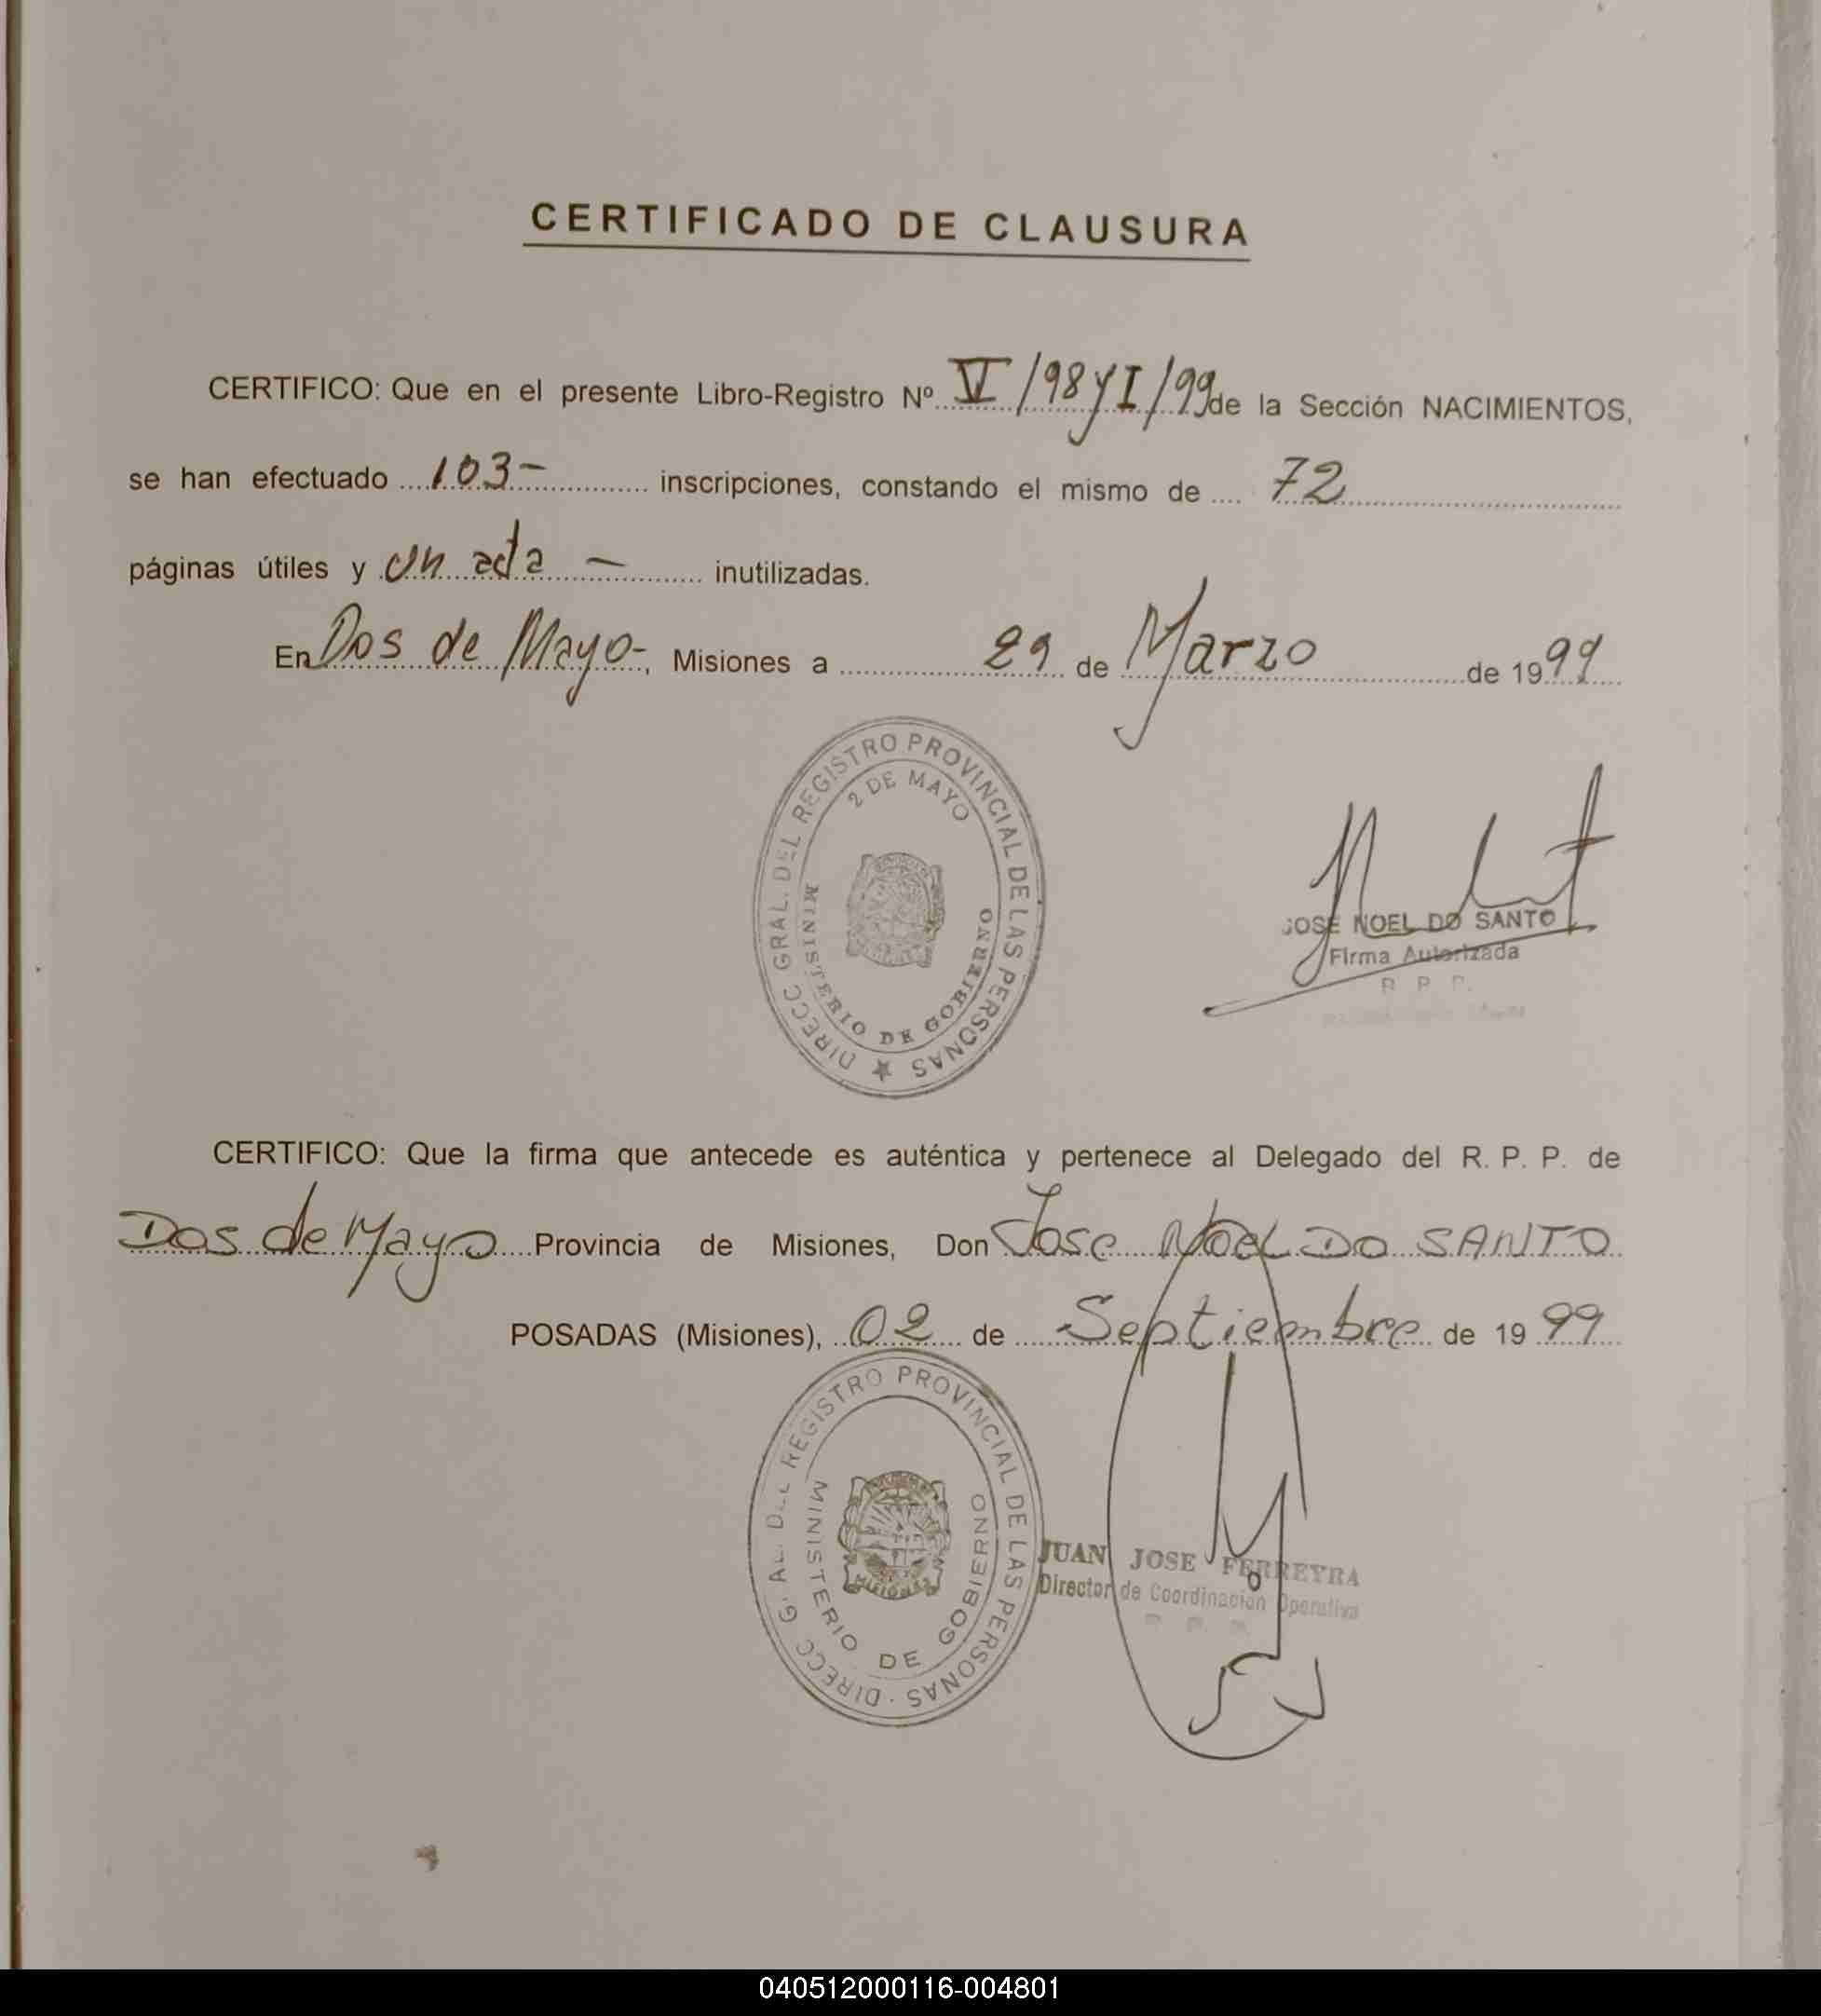 CERTIFICADO DE CLAUSURA
CERTIFICO: Que en el presente Libro-Registro Nº V/98 y I/99 de la Sección NACIMIENTOS,
se han efectuado 103- inscripciones, constando el mismo de 72
páginas útiles y un acta - inutilizadas.
En Dos de Mayo-, Misiones a 29 de Marzo de 1999
DIRECC GRAL. DEL REGISTRO PROVINCIAL DE LAS PERSONAS
2 DE MAYO
MINISTERIO DE GOBIERNO
JOSE NOEL DO SANTO
Firma Autorizada
R P P.
CERTIFICO: Que la firma que antecede es auténtica y pertenece al Delegado del R. P. P. de
Dos de Mayo Provincia de Misiones, Don Jose Noel DO SANTO
POSADAS (Misiones), 02 de Septiembre de 1999
DIRECC GRAL. DEL REGISTRO PROVINCIAL DE LAS PERSONAS
MINISTERIO DE GOBIERNO
MISIONES
JUAN JOSE FERREYRA
Director de Coordinacion Operativa
040512000116-004801